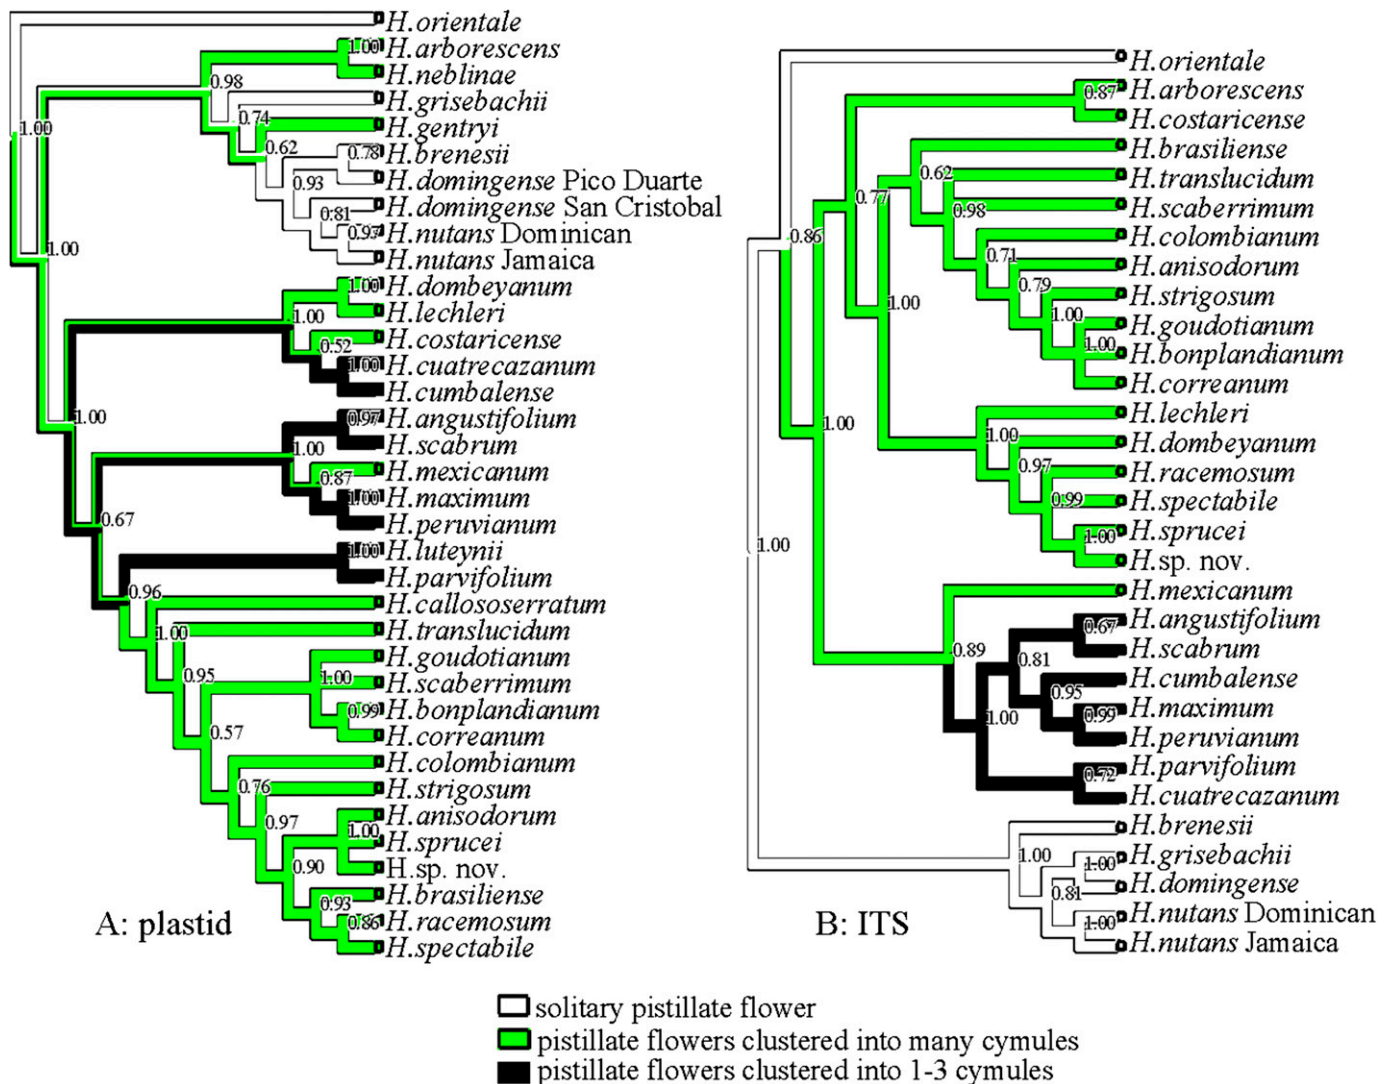 H.orientale
1.00
H.arborescens
H.neblinae
0.98
H.grisebachii
0.74
H.gentryi
0.62
H.brenesii
0.78
H.domingense Pico Duarte
0.93
H.domingense San Cristobal
0.81
H.nutans Dominican
0.97
H.nutans Jamaica
1.00
1.00
H.dombeyanum
1.00
H.lechleri
1.00
H.costaricense
0.52
H.cuatrecazanum
1.00
H.cumbalense
1.00
H.angustifolium
0.97
H.scabrum
1.00
H.mexicanum
0.87
H.maximum
1.00
H.peruvianum
0.67
H.luteynii
1.00
H.parvifolium
0.96
H.callososerratum
1.00
H.translucidum
0.95
H.goudotianum
H.scaberrimum
1.00
H.bonplandianum
0.99
H.correanum
0.57
H.colombianum
0.76
H.strigosum
0.97
H.anisodorum
1.00
H.sprucei
H.sp. nov.
0.90
H.brasiliense
0.93
H.racemosum
0.86
H.spectabile
A: plastid
H.orientale
0.86
H.arborescens
0.87
H.costaricense
0.77
H.brasiliense
0.62
H.translucidum
0.98
H.scaberrimum
H.colombianum
0.71
H.anisodorum
0.79
H.strigosum
1.00
H.goudotianum
1.00
H.bonplandianum
H.correanum
1.00
H.lechleri
1.00
H.dombeyanum
0.97
H.racemosum
0.99
H.spectabile
H.sprucei
1.00
H.sp. nov.
1.00
1.00
H.mexicanum
0.89
H.angustifolium
0.67
H.scabrum
0.81
H.cumbalense
0.95
H.maximum
0.99
H.peruvianum
1.00
H.parvifolium
0.72
H.cuatrecazanum
H.brenesii
1.00
H.grisebachii
1.00
H.domingense
0.81
H.nutans Dominican
1.00
H.nutans Jamaica
B: ITS
solitary pistillate flower
pistillate flowers clustered into many cymules
pistillate flowers clustered into 1-3 cymules